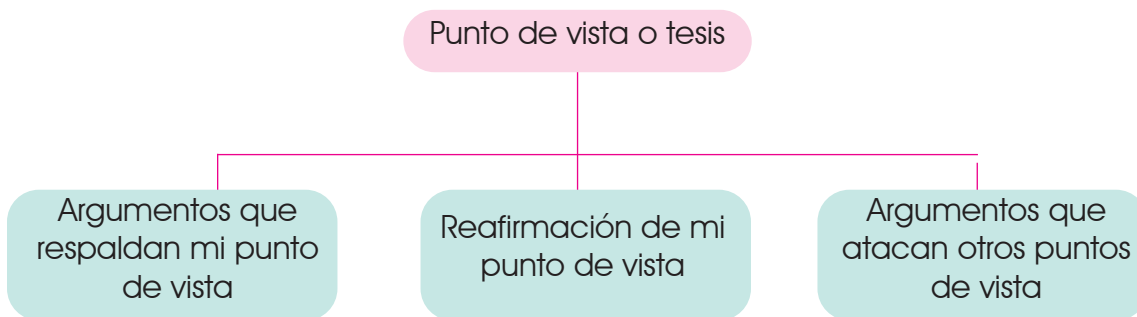 Punto de vista o tesis
Argumentos que
respaldan mi punto
de vista
Reafirmación de mi
punto de vista
Argumentos que
atacan otros puntos
de vista